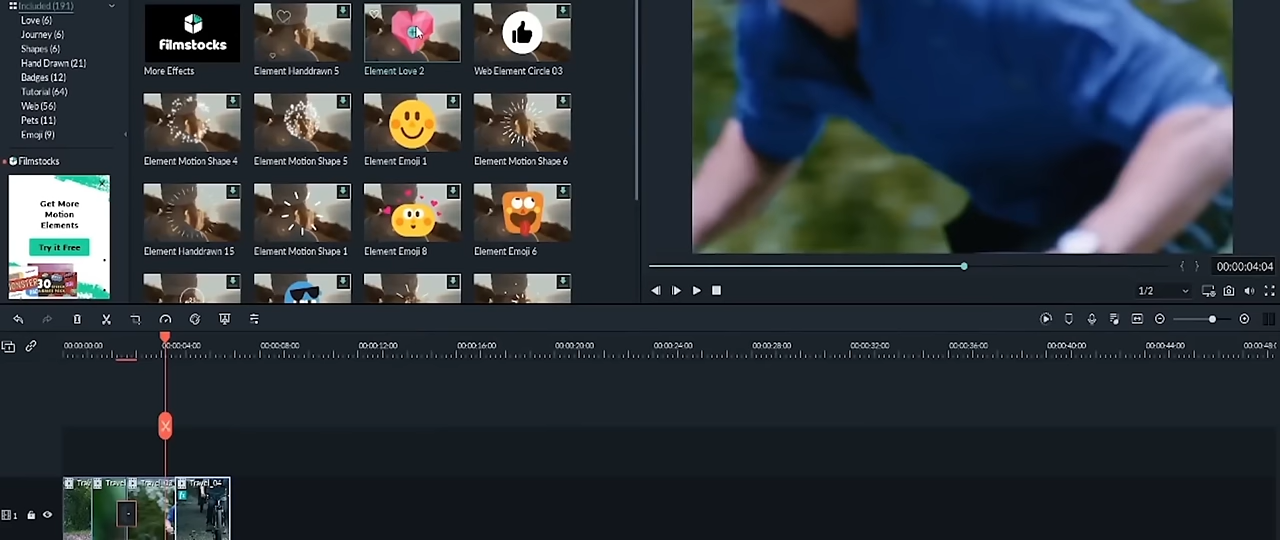 Included (191)
Love (6)
Journey (6)
Shapes (6)
Hand Drawn (21)
Badges (12)
Tutorial (64)
Web (56)
Pets (11)
Emoji (9)
Filmstocks
Get More
Motion
Elements
Try it Free
MONSTER
30
filmstocks
More Effects
Element Handdrawn 5
Element Love 2
Web Element Circle 03
Element Motion Shape 4
Element Motion Shape 5
Element Emoji 1
Element Motion Shape 6
Element Handdrawn 15
Element Motion Shape 1
Element Emoji 8
Element Emoji 6
{ }
00:00:04:04
1/2
00:00:00:00
00:00:04:00
00:00:08:00
00:00:12:00
00:00:16:00
00:00:20:00
00:00:24:00
00:00:28:00
00:00:32:00
00:00:36:00
00:00:40:00
00:00:44:00
1
Travel_04